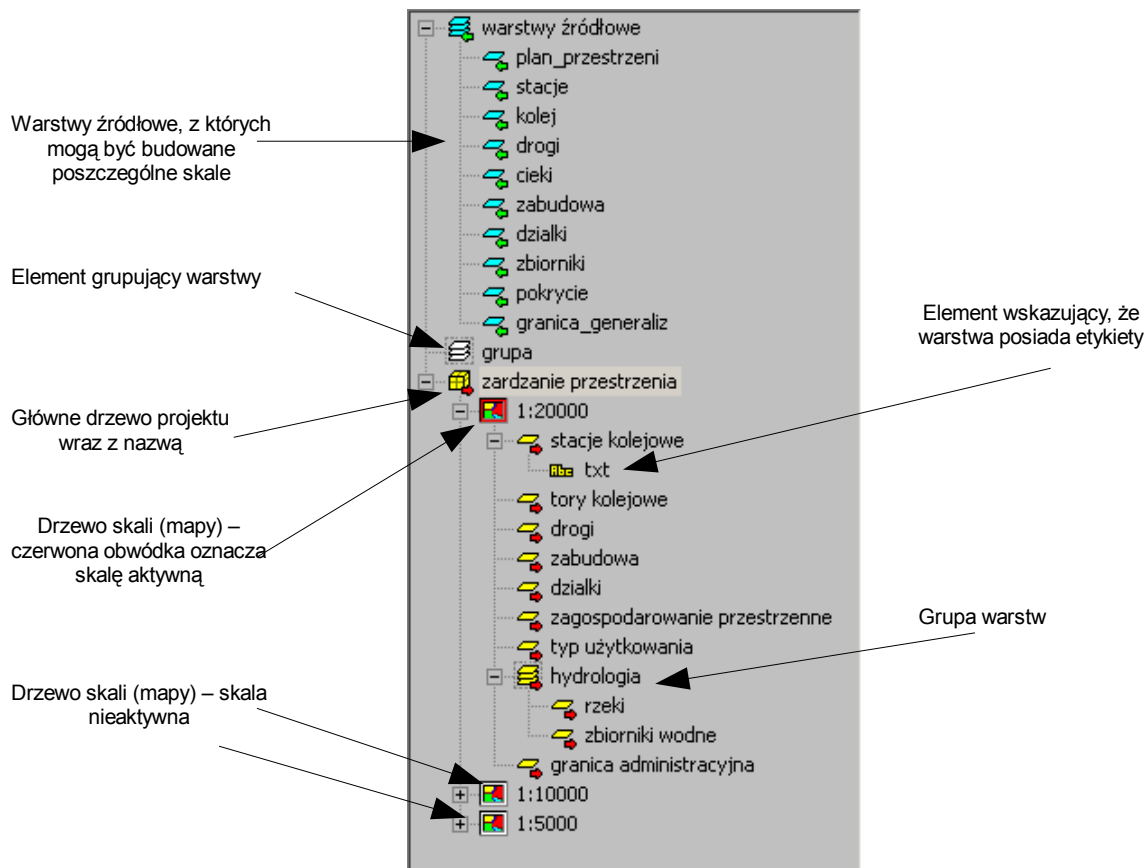 Warstwy źródłowe, z których
mogą być budowane
poszczególne skale
Element grupujący warstwy
Główne drzewo projektu
wraz z nazwą
Drzewo skali (mapy) –
czerwona obwódka oznacza
skalę aktywną
Drzewo skali (mapy) – skala
nieaktywna
warstwy źródłowe
plan_przestrzeni
stacje
kolej
drogi
cieki
zabudowa
dzialki
zbiorniki
pokrycie
granica_generaliz
grupa
zardzanie przestrzenia
1:20000
stacje kolejowe
Abc txt
tory kolejowe
drogi
zabudowa
dzialki
zagospodarowanie przestrzenne
typ użytkowania
hydrologia
rzeki
zbiorniki wodne
granica administracyjna
1:10000
1:5000
Element wskazujący, że
warstwa posiada etykiety
Grupa warstw